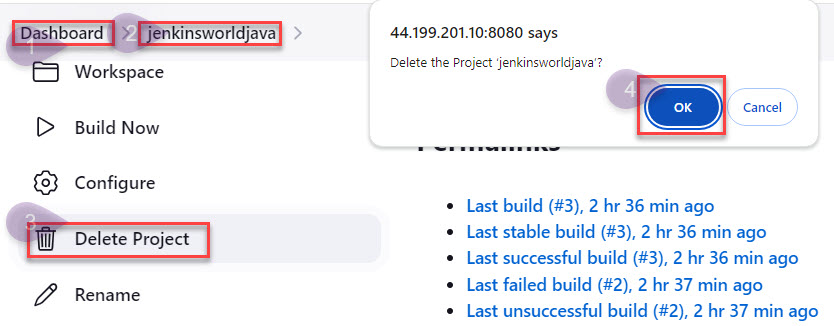 Dashboard > jenkinsworldjava
1
2
Workspace
Build Now
Configure
3
Delete Project
Rename
44.199.201.10:8080 says
Delete the Project 'jenkinsworldjava'?
4
OK
Cancel
Permalinks
Last build (#3), 2 hr 36 min ago
Last stable build (#3), 2 hr 36 min ago
Last successful build (#3), 2 hr 36 min ago
Last failed build (#2), 2 hr 37 min ago
Last unsuccessful build (#2), 2 hr 37 min ago